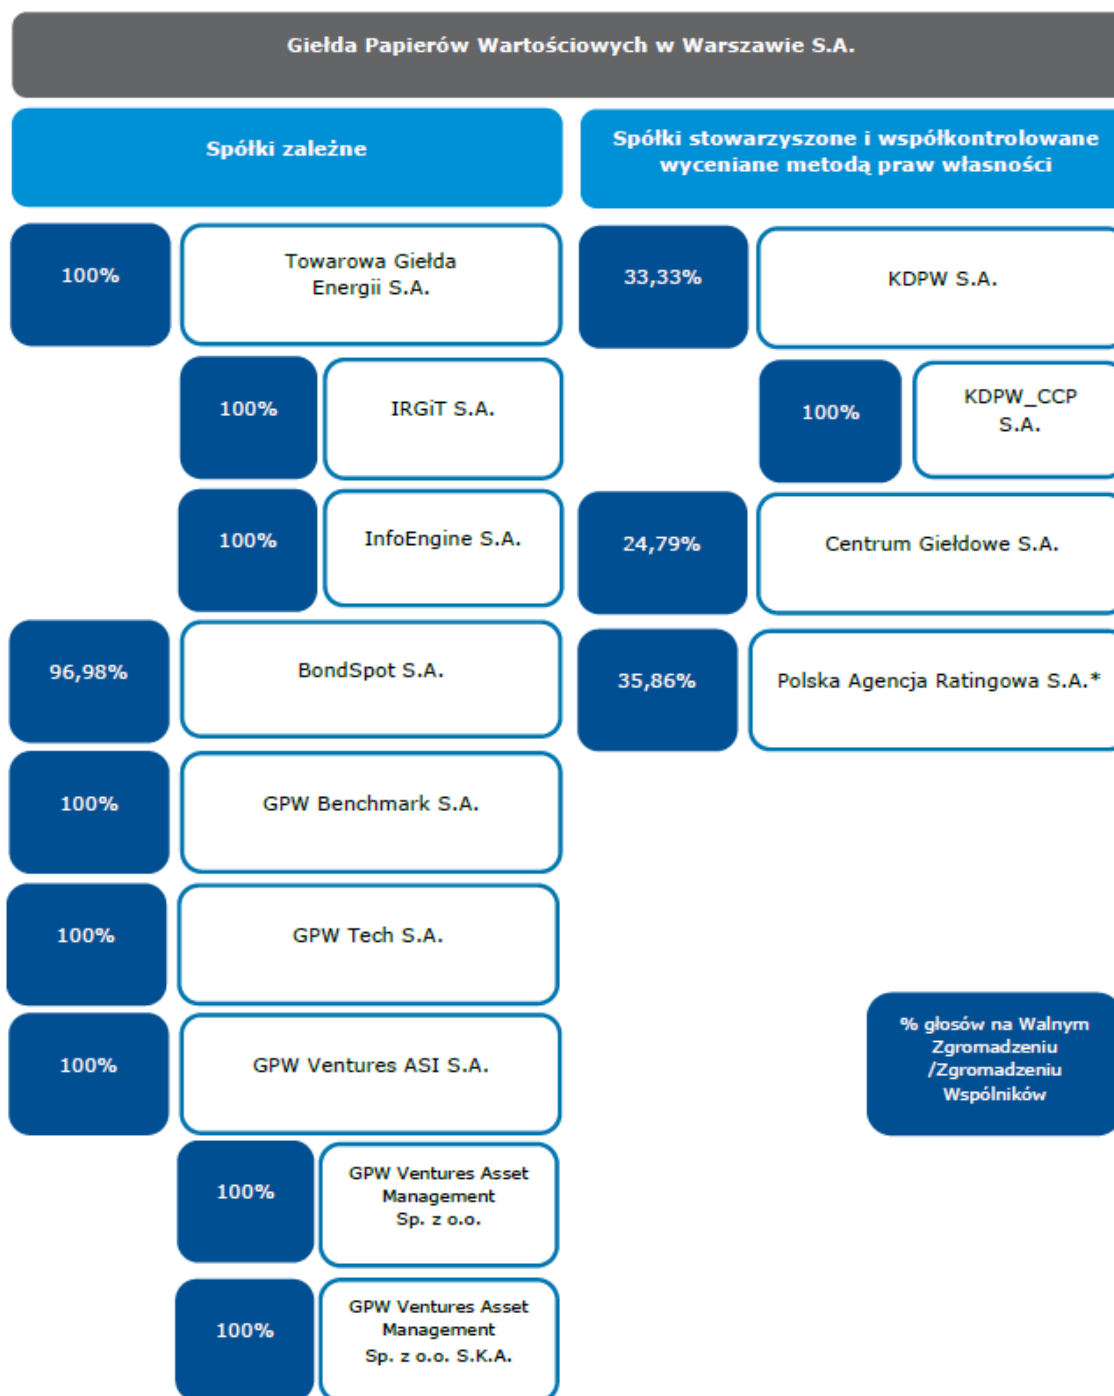 Giełda Papierów Wartościowych w Warszawie S.A.
Spółki zależne
Spółki stowarzyszone i współkontrolowane
wyceniane metodą praw własności
100%
Towarowa Giełda
Energii S.A.
33,33%
KDPW S.A.
100%
IRGiT S.A.
100%
KDPW_CCP
S.A.
100%
InfoEngine S.A.
24,79%
Centrum Giełdowe S.A.
96,98%
BondSpot S.A.
35,86%
Polska Agencja Ratingowa S.A.*
100%
GPW Benchmark S.A.
100%
GPW Tech S.A.
100%
GPW Ventures ASI S.A.
% głosów na Walnym
Zgromadzeniu
/Zgromadzeniu
Wspólników
100%
GPW Ventures Asset
Management
Sp. z o.o.
100%
GPW Ventures Asset
Management
Sp. z o.o. S.K.A.